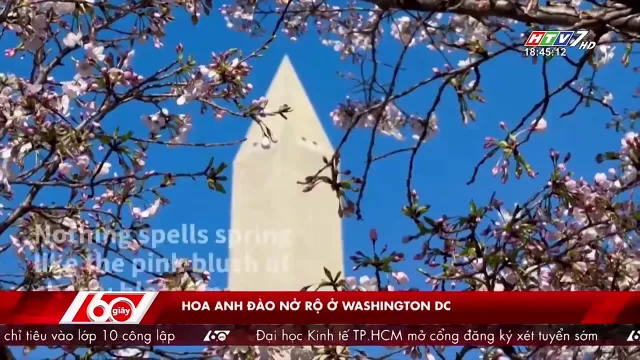 HTV7 HD
18:45:12
Nothing spells spring
like the pink blush of
60 giây
HOA ANH ĐÀO NỞ RỘ Ở WASHINGTON DC
chỉ tiêu vào lớp 10 công lập Đại học Kinh tế TP.HCM mở cổng đăng ký xét tuyển sớm